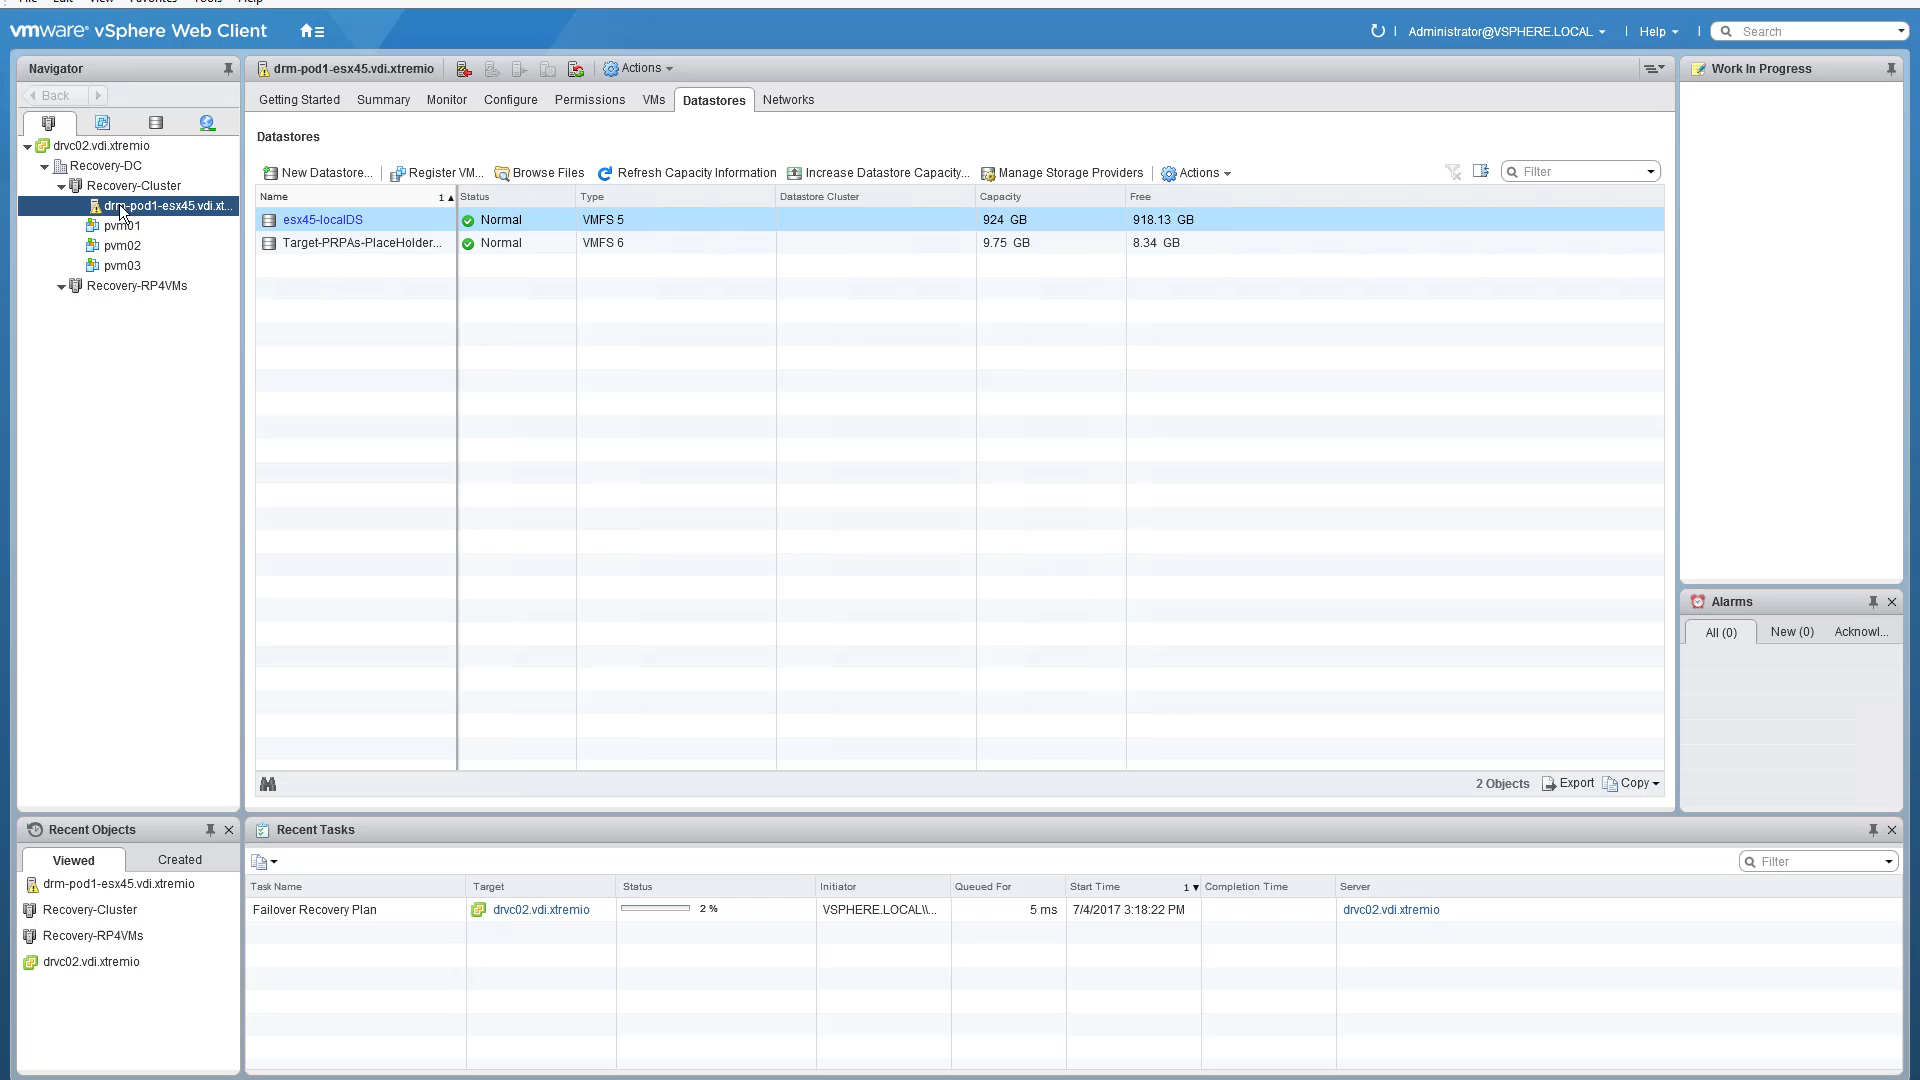 File Edit View Favorites Tools Help
vmware® vSphere Web Client
Administrator@VSPHERE.LOCAL
Help
Search
Navigator
Back
drvc02.vdi.xtremio
Recovery-DC
Recovery-Cluster
drm-pod1-esx45.vdi.xt...
pvm01
pvm02
pvm03
Recovery-RP4VMs
drm-pod1-esx45.vdi.xtremio
Actions
Getting Started Summary Monitor Configure Permissions VMs Datastores Networks
Datastores
New Datastore... Register VM... Browse Files Refresh Capacity Information Increase Datastore Capacity... Manage Storage Providers Actions
Filter
Name 1 Status Type Datastore Cluster Capacity Free
esx45-localDS Normal VMFS 5 924 GB 918.13 GB
Target-PRPAs-PlaceHolder... Normal VMFS 6 9.75 GB 8.34 GB
2 Objects Export Copy
Work In Progress
Alarms
All (0) New (0) Acknowl...
Recent Objects
Viewed Created
drm-pod1-esx45.vdi.xtremio
Recovery-Cluster
Recovery-RP4VMs
drvc02.vdi.xtremio
Recent Tasks
Filter
Task Name Target Status Initiator Queued For Start Time 1 Completion Time Server
Failover Recovery Plan drvc02.vdi.xtremio 2 % VSPHERE.LOCAL\\... 5 ms 7/4/2017 3:18:22 PM drvc02.vdi.xtremio